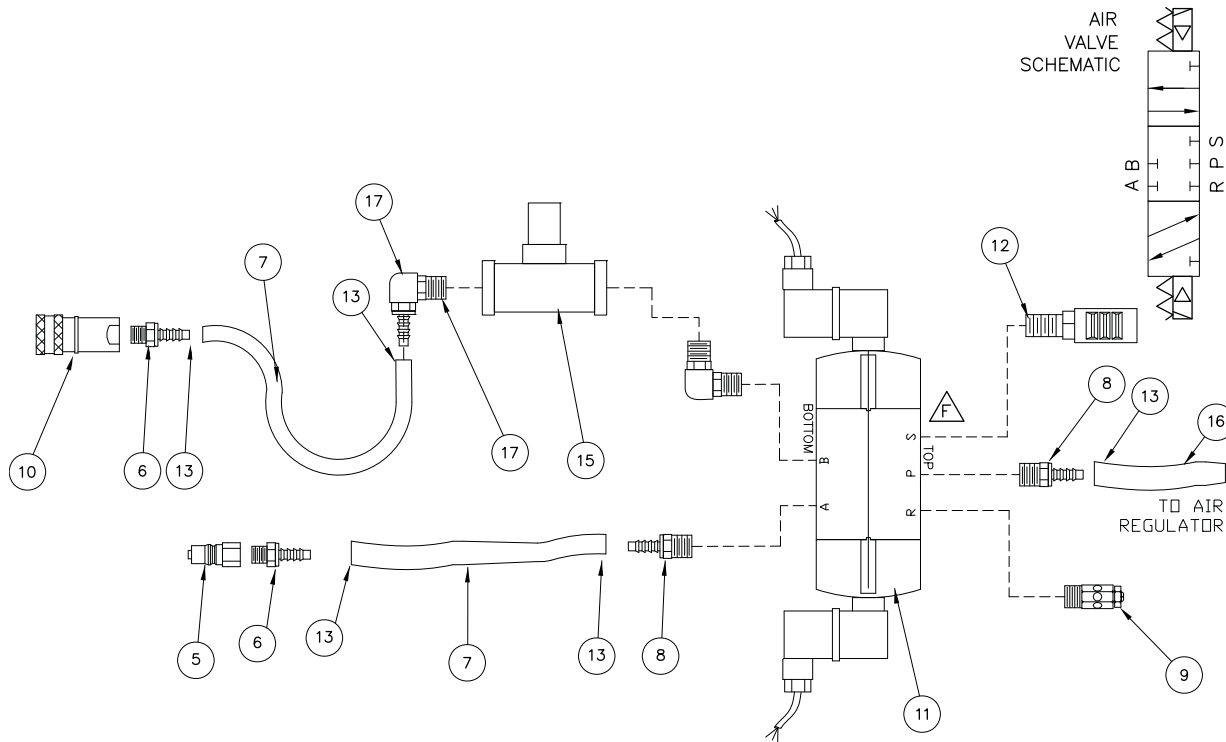 AIR
VALVE
SCHEMATIC
A B
R P S
17
12
7
13
8
13
16
F
10
6
13
15
17
BOTTOM
B
A
S
TOP
P
R
TO AIR
REGULATOR
5
6
13
7
13
8
11
9